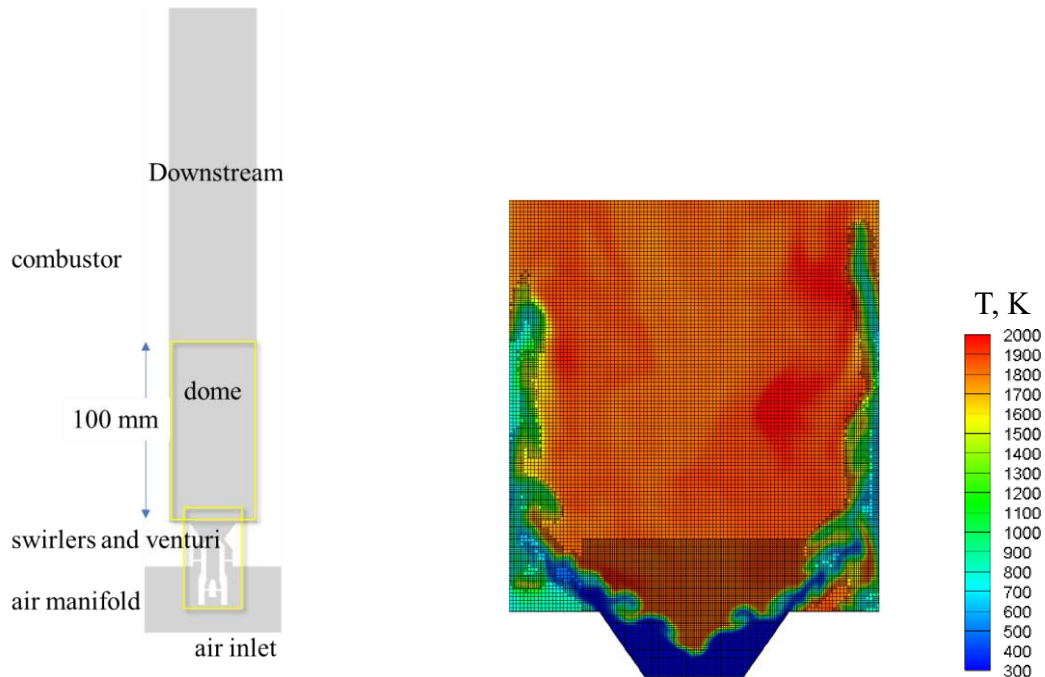 Downstream
combustor
dome
100 mm
swirlers and venturi
air manifold
air inlet
T, K
2000
1900
1800
1700
1600
1500
1400
1300
1200
1100
1000
900
800
700
600
500
400
300